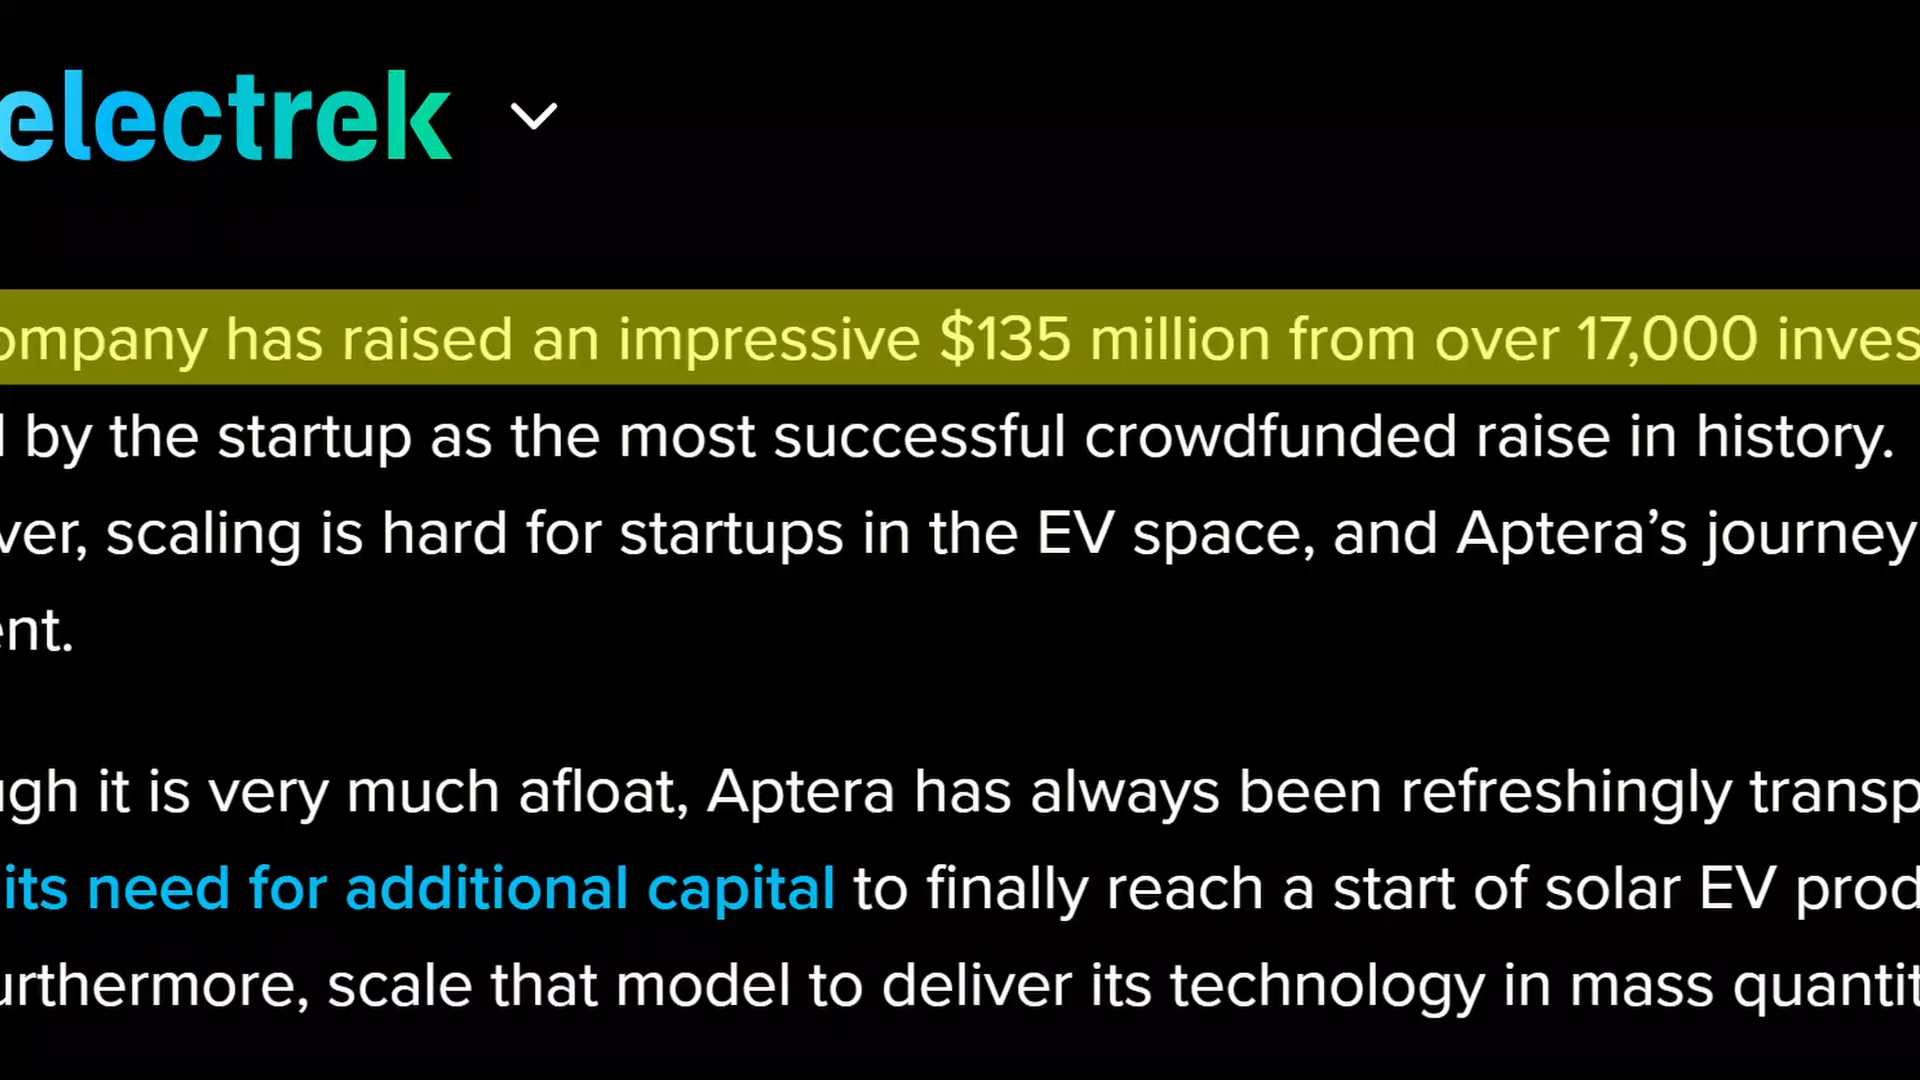 electrek
ompany has raised an impressive $135 million from over 17,000 inves
by the startup as the most successful crowdfunded raise in history.
ver, scaling is hard for startups in the EV space, and Aptera’s journey
ent.
ugh it is very much afloat, Aptera has always been refreshingly transp
its need for additional capital to finally reach a start of solar EV prod
urthermore, scale that model to deliver its technology in mass quantit